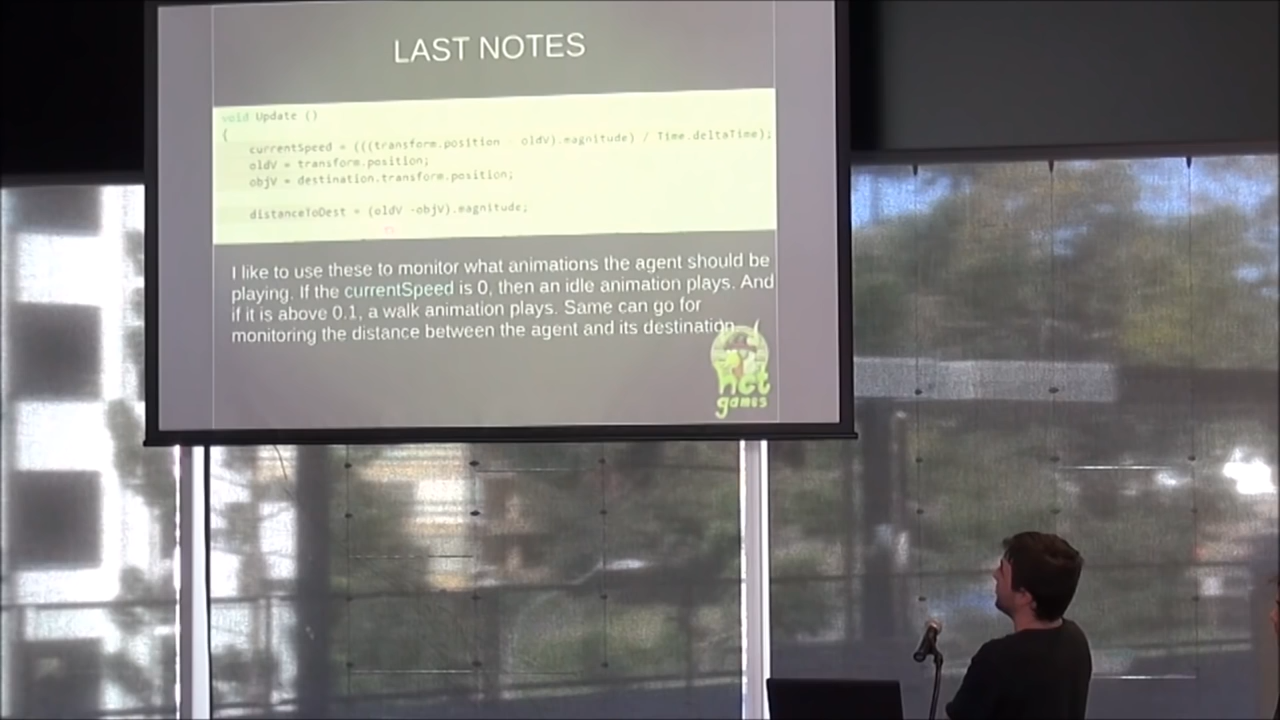 LAST NOTES
void Update ()
{
currentSpeed = (((transform.position - oldV).magnitude) / Time.deltaTime);
oldV = transform.position;
objV = destination.transform.position;
distanceToDest = (oldV -objV).magnitude;
I like to use these to monitor what animations the agent should be
playing. If the currentSpeed is 0, then an idle animation plays. And
if it is above 0.1, a walk animation plays. Same can go for
monitoring the distance between the agent and its destination
hct
games